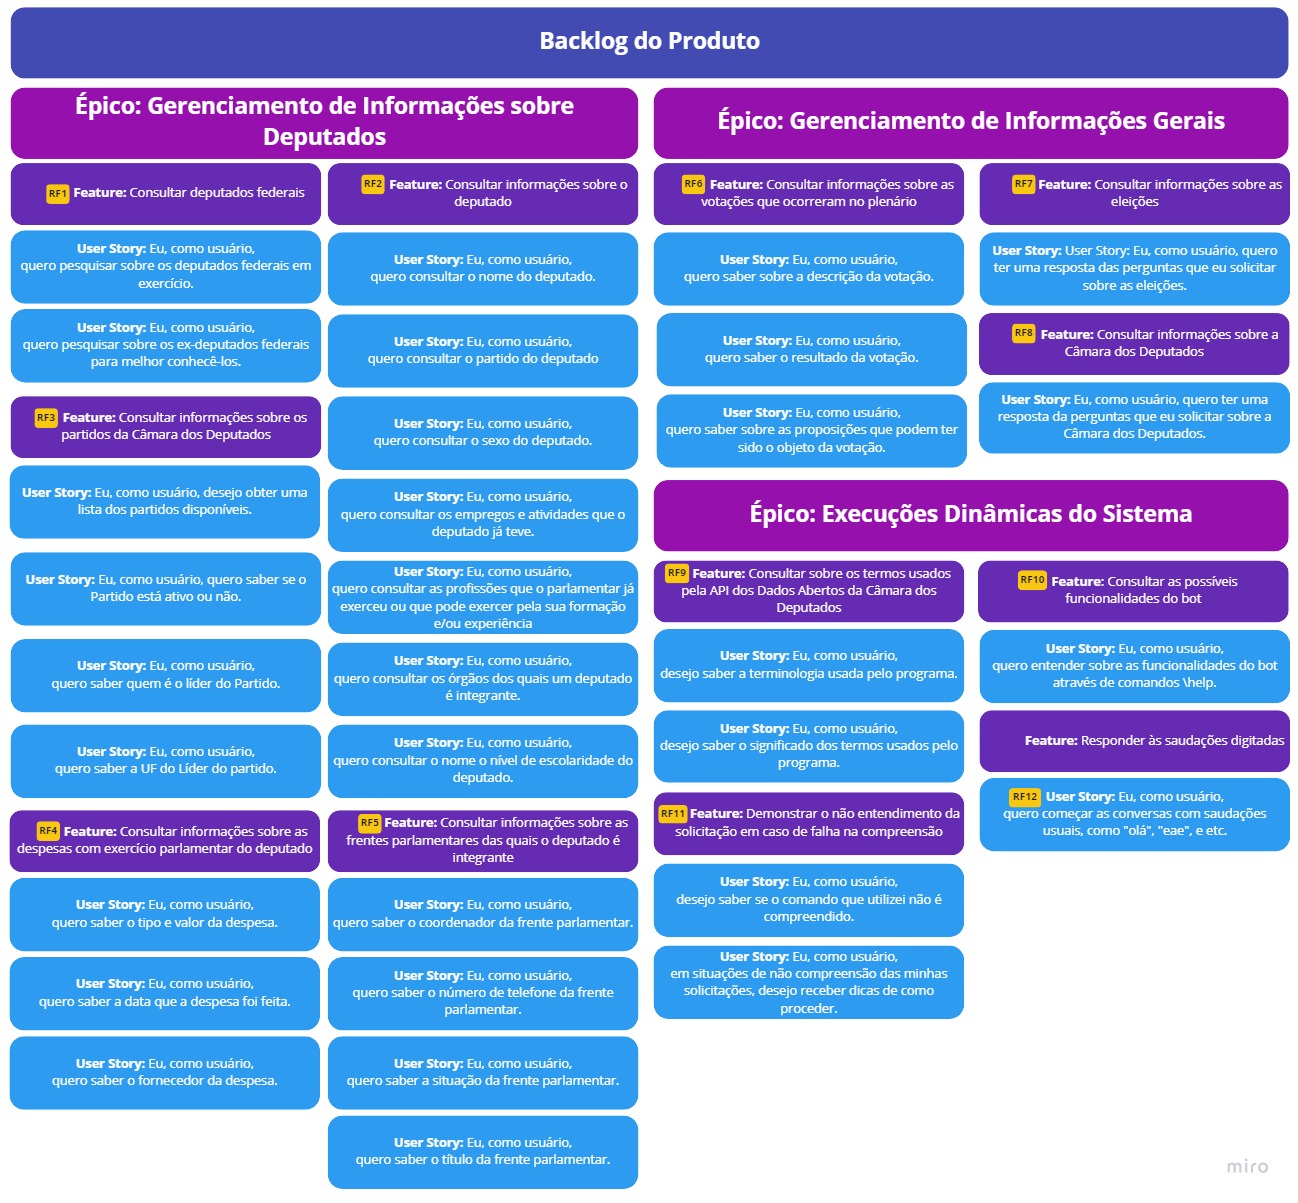 Backlog do Produto
Épico: Gerenciamento de Informações sobre
Deputados
RF1 Feature: Consultar deputados federais
User Story: Eu, como usuário,
quero pesquisar sobre os deputados federais em
exercício.
User Story: Eu, como usuário,
quero pesquisar sobre os ex-deputados federais
para melhor conhecê-los.
RF3 Feature: Consultar informações sobre os
partidos da Câmara dos Deputados
User Story: Eu, como usuário, desejo obter uma
lista dos partidos disponíveis.
User Story: Eu, como usuário, quero saber se o
Partido está ativo ou não.
User Story: Eu, como usuário,
quero saber quem é o líder do Partido.
User Story: Eu, como usuário,
quero saber a UF do Líder do partido.
RF4 Feature: Consultar informações sobre as
despesas com exercício parlamentar do deputado
User Story: Eu, como usuário,
quero saber o tipo e valor da despesa.
User Story: Eu, como usuário,
quero saber a data que a despesa foi feita.
User Story: Eu, como usuário,
quero saber o fornecedor da despesa.
RF2 Feature: Consultar informações sobre o
deputado
User Story: Eu, como usuário,
quero consultar o nome do deputado.
User Story: Eu, como usuário,
quero consultar o partido do deputado
User Story: Eu, como usuário,
quero consultar o sexo do deputado.
User Story: Eu, como usuário,
quero consultar os empregos e atividades que o
deputado já teve.
User Story: Eu, como usuário,
quero consultar as profissões que o parlamentar já
exerceu ou que pode exercer pela sua formação
e/ou experiência
User Story: Eu, como usuário,
quero consultar os órgãos dos quais um deputado
é integrante.
User Story: Eu, como usuário,
quero consultar o nome o nível de escolaridade do
deputado.
RF5 Feature: Consultar informações sobre as
frentes parlamentares das quais o deputado é
integrante
User Story: Eu, como usuário,
quero saber o coordenador da frente parlamentar.
User Story: Eu, como usuário,
quero saber o número de telefone da frente
parlamentar.
User Story: Eu, como usuário,
quero saber a situação da frente parlamentar.
User Story: Eu, como usuário,
quero saber o título da frente parlamentar.
Épico: Gerenciamento de Informações Gerais
RF6 Feature: Consultar informações sobre as
votações que ocorreram no plenário
User Story: Eu, como usuário,
quero saber sobre a descrição da votação.
User Story: Eu, como usuário,
quero saber o resultado da votação.
User Story: Eu, como usuário,
quero saber sobre as proposições que podem ter
sido o objeto da votação.
RF7 Feature: Consultar informações sobre as
eleições
User Story: User Story: Eu, como usuário, quero
ter uma resposta das perguntas que eu solicitar
sobre as eleições.
RF8 Feature: Consultar informações sobre a
Câmara dos Deputados
User Story: Eu, como usuário, quero ter uma
resposta da perguntas que eu solicitar sobre a
Câmara dos Deputados.
Épico: Execuções Dinâmicas do Sistema
RF9 Feature: Consultar sobre os termos usados
pela API dos Dados Abertos da Câmara dos
Deputados
User Story: Eu, como usuário,
desejo saber a terminologia usada pelo programa.
User Story: Eu, como usuário,
desejo saber o significado dos termos usados pelo
programa.
RF11 Feature: Demonstrar o não entendimento da
solicitação em caso de falha na compreensão
User Story: Eu, como usuário,
desejo saber se o comando que utilizei não é
compreendido.
User Story: Eu, como usuário,
em situações de não compreensão das minhas
solicitações, desejo receber dicas de como
proceder.
RF10 Feature: Consultar as possíveis
funcionalidades do bot
User Story: Eu, como usuário,
quero entender sobre as funcionalidades do bot
através de comandos \help.
Feature: Responder às saudações digitadas
RF12 User Story: Eu, como usuário,
quero começar as conversas com saudações
usuais, como "olá", "eae", e etc.
miro